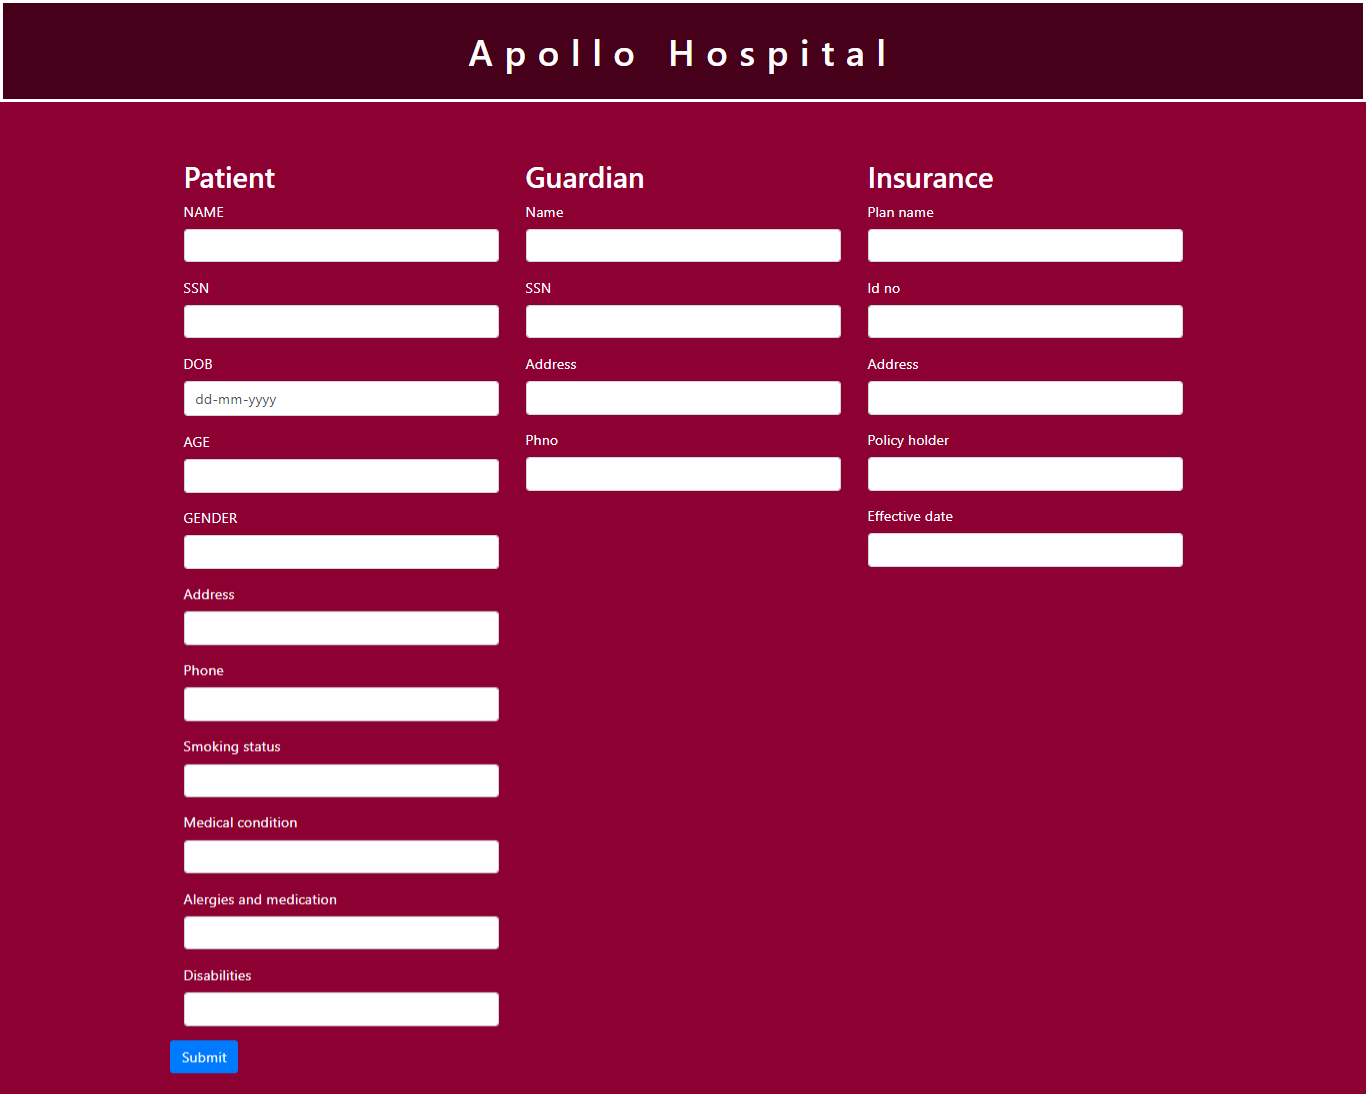 Apollo Hospital
Patient
NAME
SSN
DOB
dd-mm-yyyy
AGE
GENDER
Address
Phone
Smoking status
Medical condition
Alergies and medication
Disabilities
Submit
Guardian
Name
SSN
Address
Phno
Insurance
Plan name
Id no
Address
Policy holder
Effective date